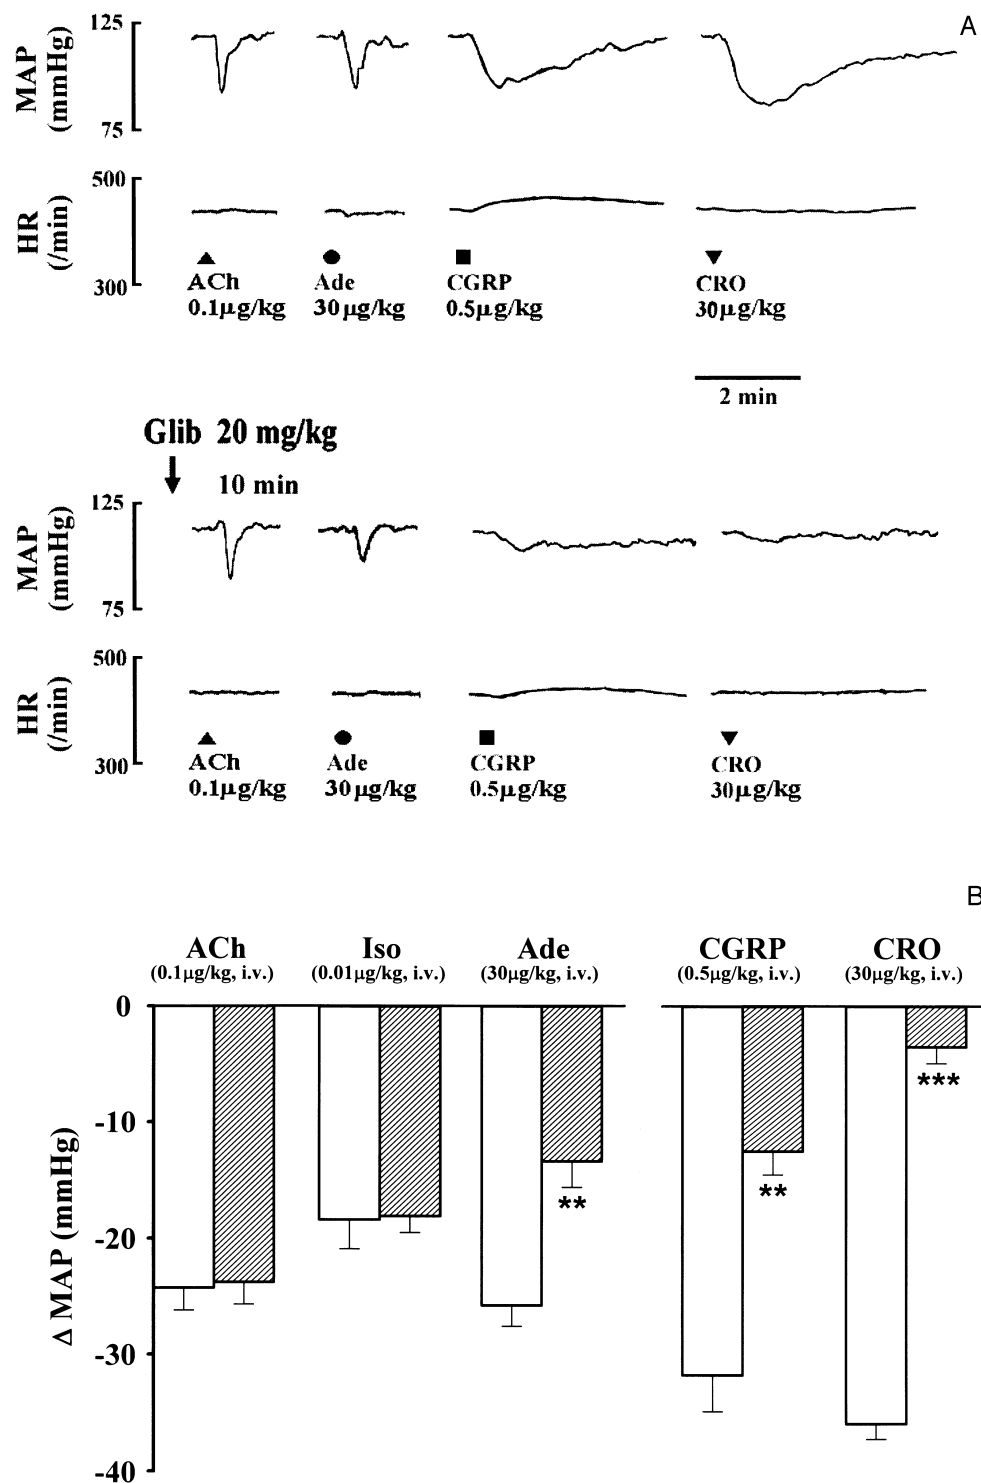 A
125
MAP
(mmHg)
75
500
HR
(/min)
300
ACh
0.1μg/kg
Ade
30μg/kg
CGRP
0.5μg/kg
CRO
30μg/kg
2 min
Glib 20 mg/kg
10 min
125
MAP
(mmHg)
75
500
HR
(/min)
300
ACh
0.1μg/kg
Ade
30μg/kg
CGRP
0.5μg/kg
CRO
30μg/kg
B
ACh
(0.1μg/kg, i.v.)
Iso
(0.01μg/kg, i.v.)
Ade
(30μg/kg, i.v.)
CGRP
(0.5μg/kg, i.v.)
CRO
(30μg/kg, i.v.)
0
-10
-20
-30
-40
Δ MAP (mmHg)
**
**
***